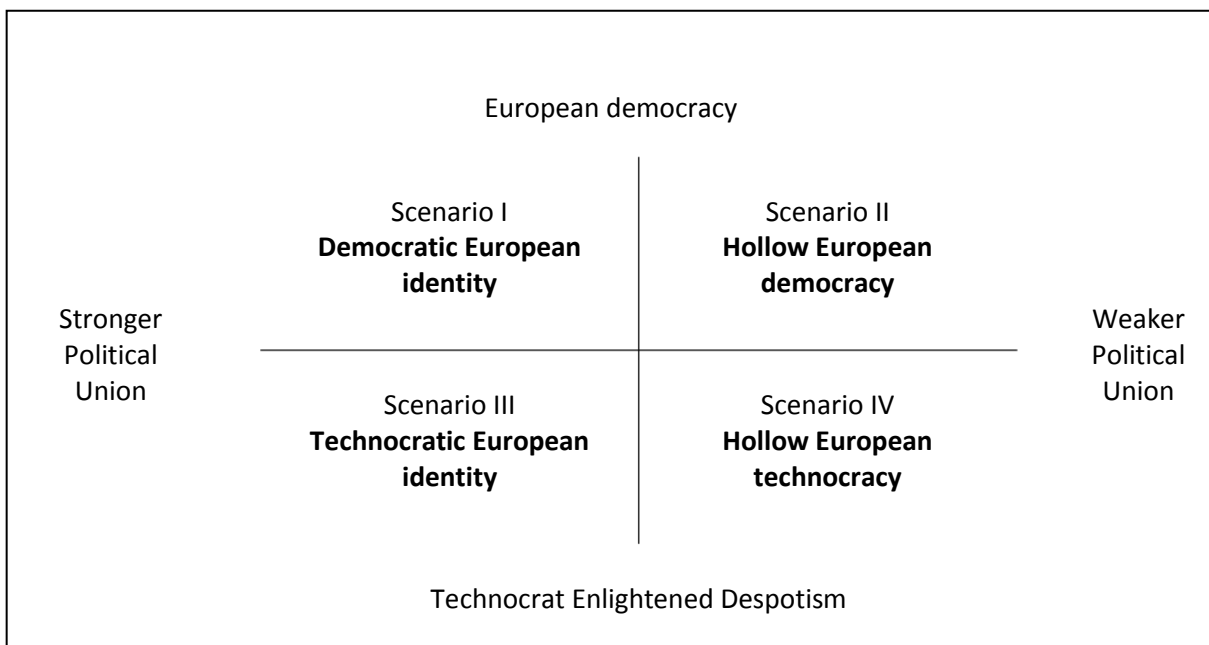 European democracy
Scenario I
Democratic European
identity
Scenario II
Hollow European
democracy
Stronger
Political
Union
Weaker
Political
Union
Scenario III
Technocratic European
identity
Scenario IV
Hollow European
technocracy
Technocrat Enlightened Despotism